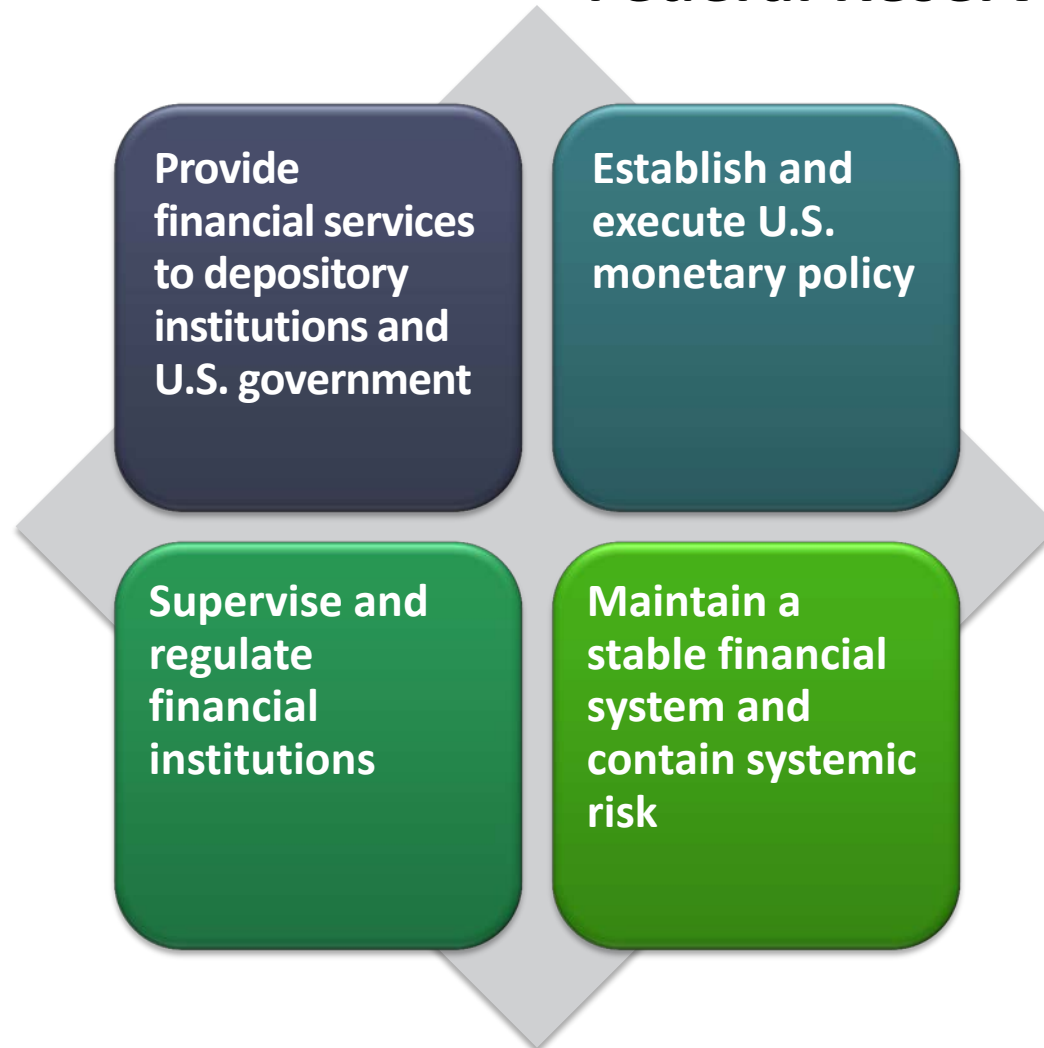 Provide
financial services
to depository
institutions and
U.S. government
Establish and
execute U.S.
monetary policy
Supervise and
regulate
financial
institutions
Maintain a
stable financial
system and
contain systemic
risk